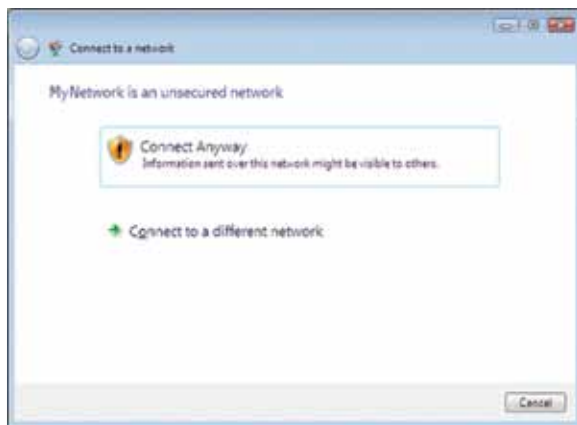 Connect to a network
MyNetwork is an unsecured network
Connect Anyway
Information sent over this network might be visible to others.
Connect to a different network
Cancel